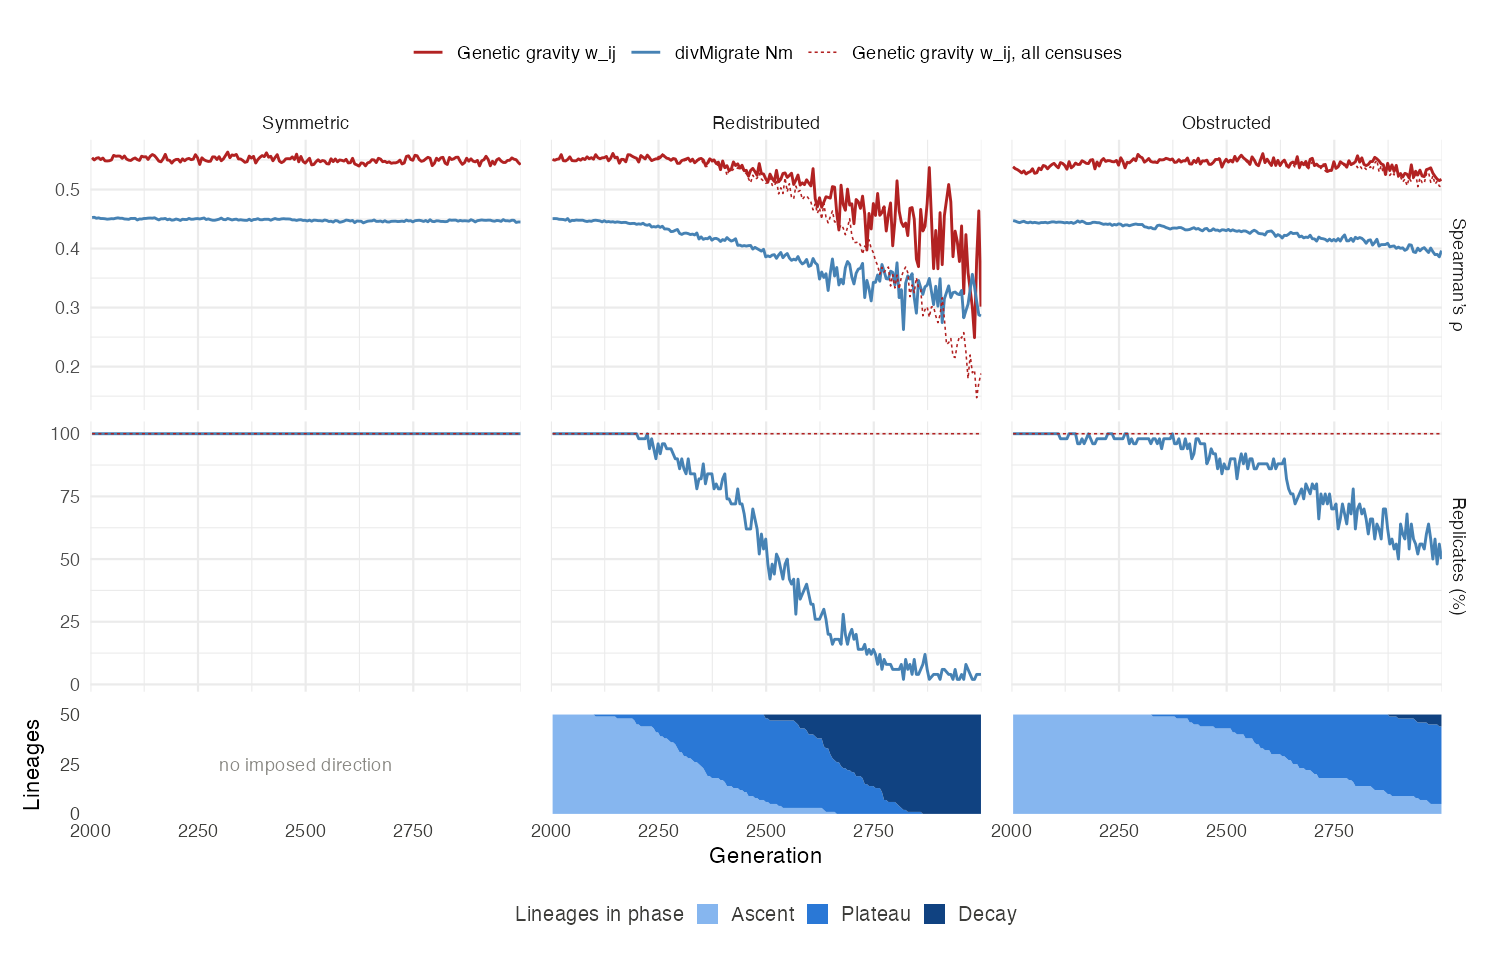 Genetic gravity w_ij divMigrate Nm Genetic gravity w_ij, all censuses
Symmetric Redistributed Obstructed
0.5
0.4
0.3
0.2
Spearman's ρ
100
75
50
25
0
Replicates (%)
Lineages
50
25
0
no imposed direction
2000 2250 2500 2750 2000 2250 2500 2750 2000 2250 2500 2750
Generation
Lineages in phase Ascent Plateau Decay